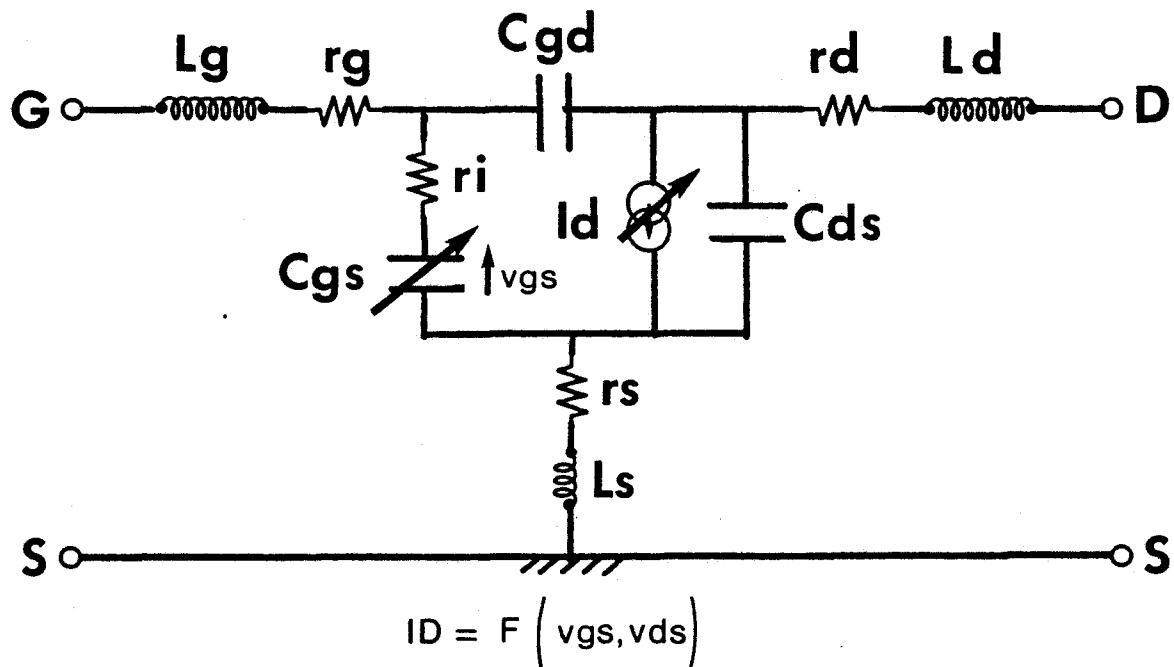 Cgd
Lg rg rd Ld
G D
ri
Id
Cds
Cgs vgs
rs
Ls
S S
ID = F (vgs,vds)